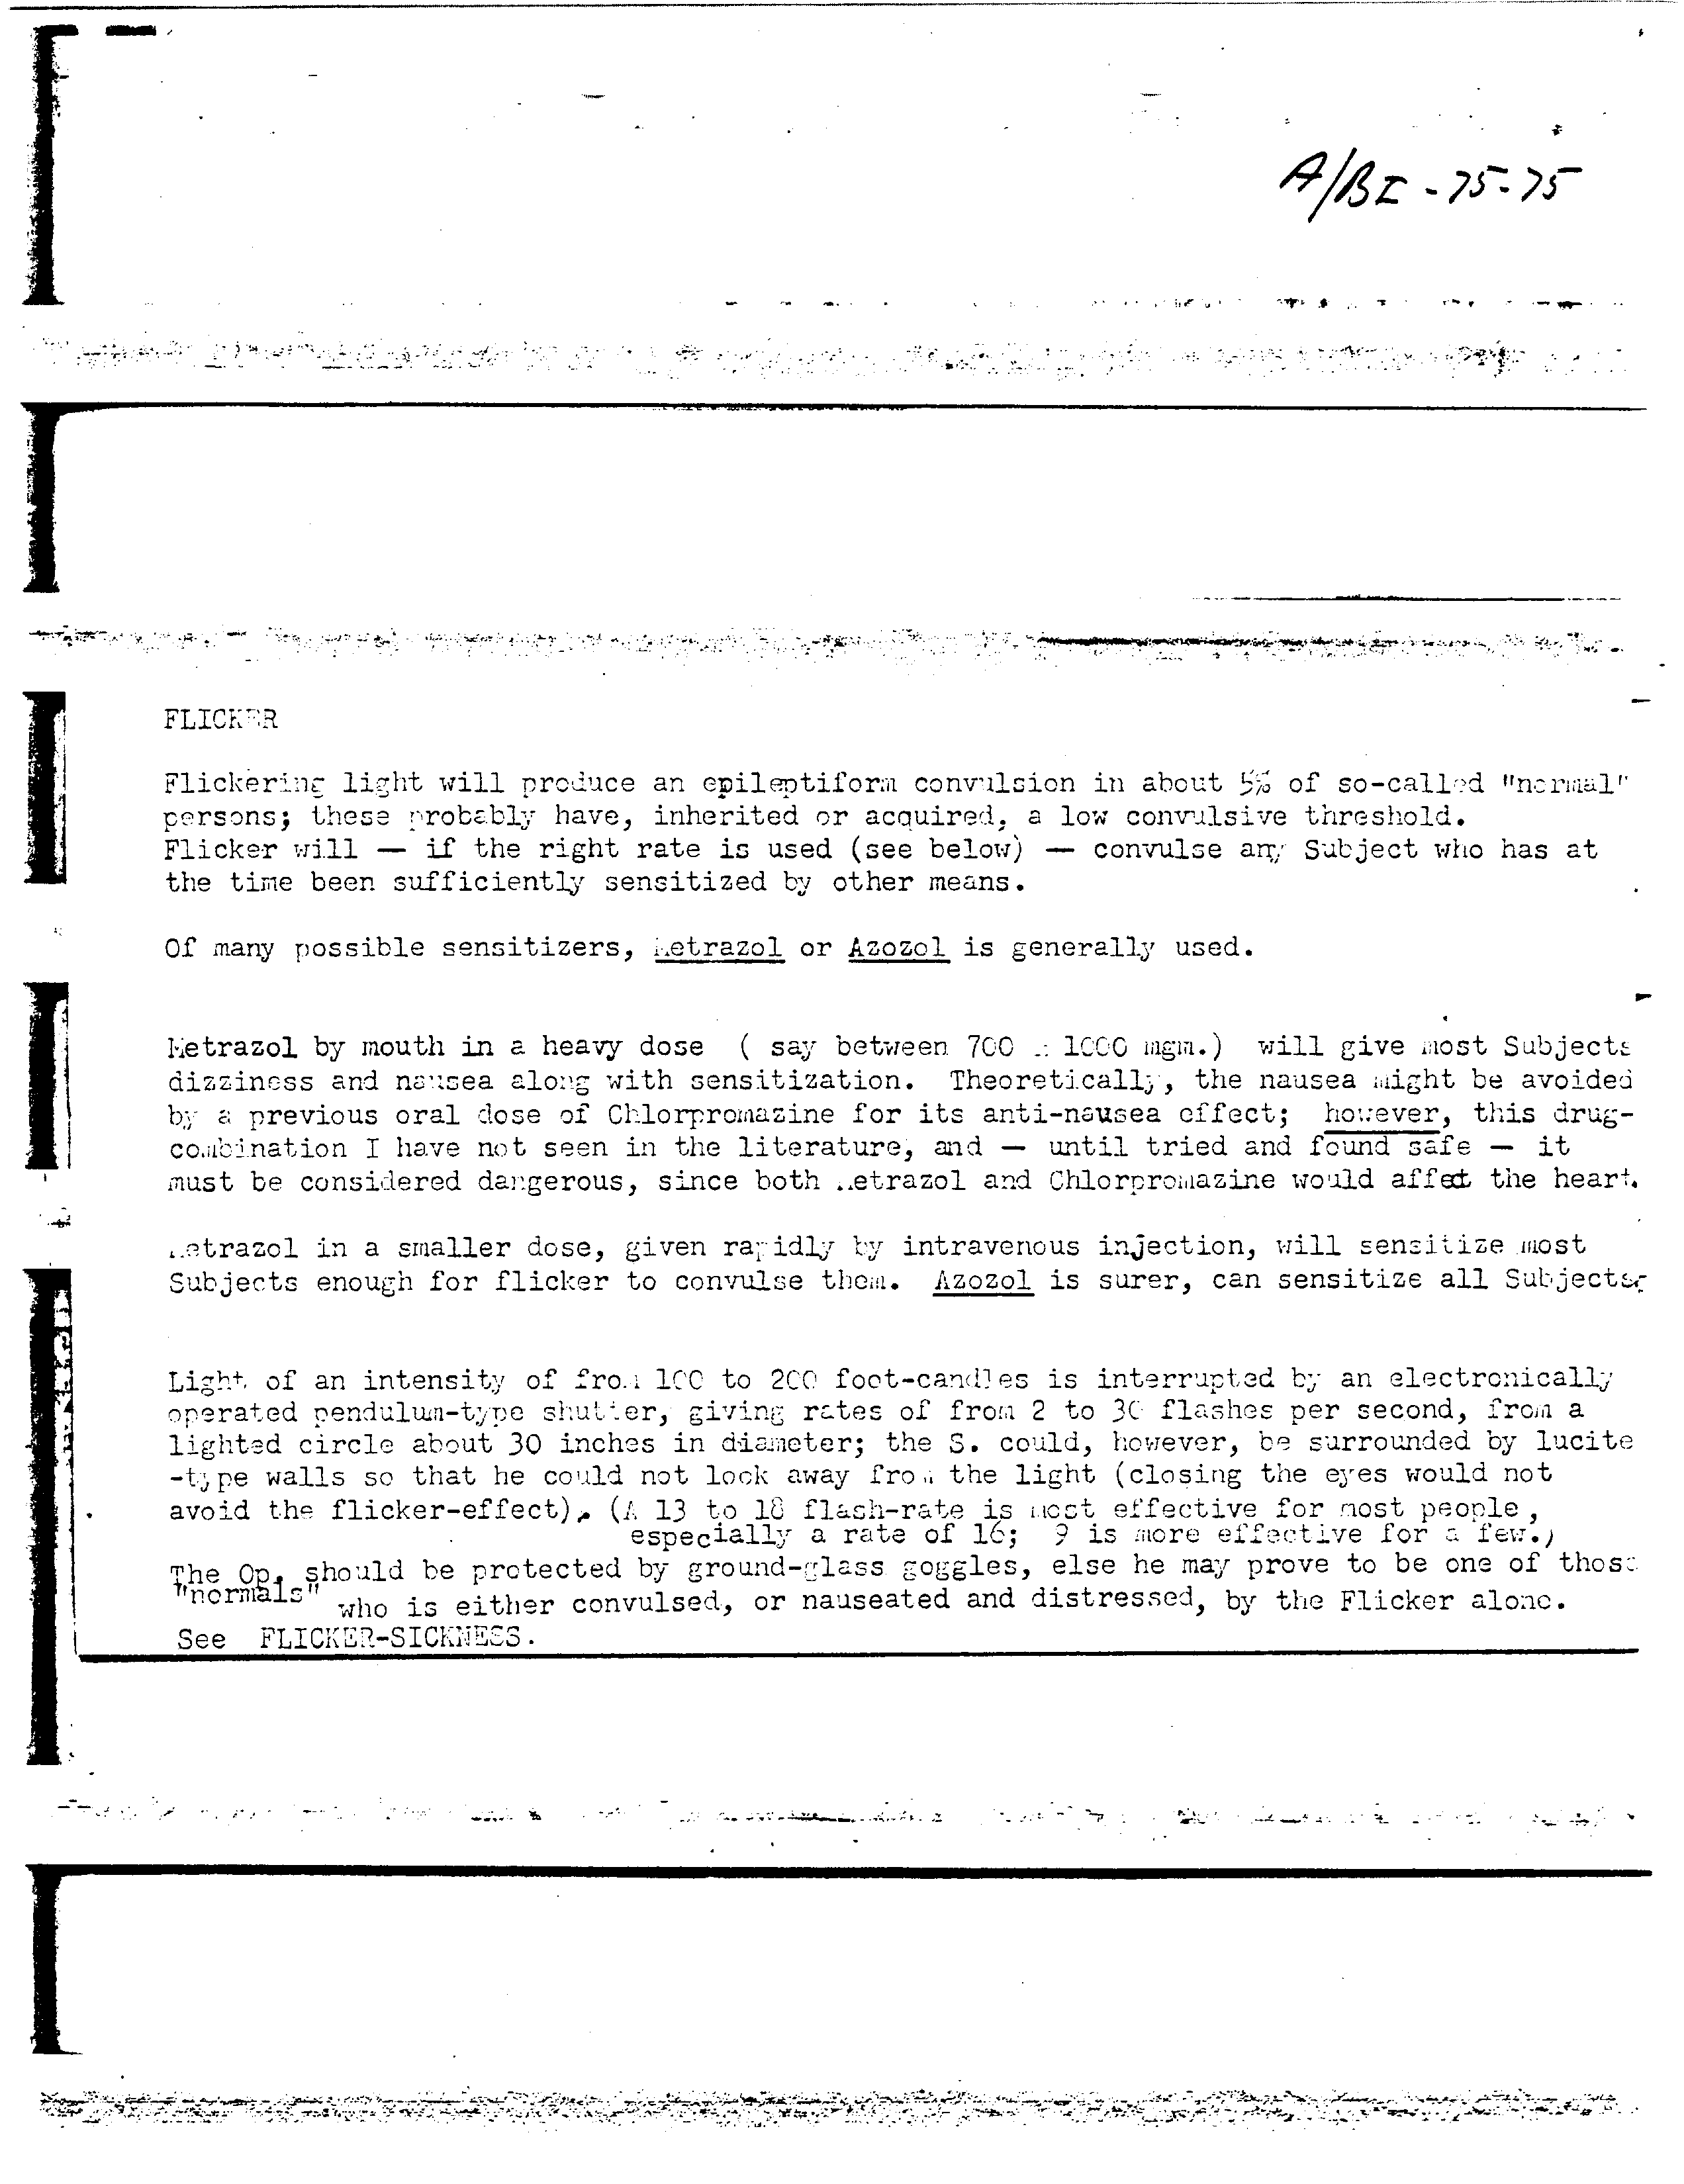 A/BI - 75-75
FLICKER
Flickering light will produce an epileptiform convulsion in about 5% of so-called "normal"
persons; these probably have, inherited or acquired, a low convulsive threshold.
Flicker will — if the right rate is used (see below) — convulse any Subject who has at
the time been sufficiently sensitized by other means.
Of many possible sensitizers, Metrazol or Azozol is generally used.
Metrazol by mouth in a heavy dose ( say between 700 1000 mgm.) will give most Subjects
dizziness and nausea along with sensitization. Theoretically, the nausea might be avoided
by a previous oral dose of Chlorpromazine for its anti-nausea effect; however, this drug-
combination I have not seen in the literature, and — until tried and found safe — it
must be considered dangerous, since both Metrazol and Chlorpromazine would affect the heart.
Metrazol in a smaller dose, given rapidly by intravenous injection, will sensitize most
Subjects enough for flicker to convulse them. Azozol is surer, can sensitize all Subjects.
Light of an intensity of from 100 to 200 foot-candles is interrupted by an electronically
operated pendulum-type shutter, giving rates of from 2 to 30 flashes per second, from a
lighted circle about 30 inches in diameter; the S. could, however, be surrounded by lucite
-type walls so that he could not look away from the light (closing the eyes would not
avoid the flicker-effect). (A 13 to 18 flash-rate is most effective for most people,
especially a rate of 16; 9 is more effective for a few.)
The Op. should be protected by ground-glass goggles, else he may prove to be one of those
"normals" who is either convulsed, or nauseated and distressed, by the Flicker alone.
See FLICKER-SICKNESS.